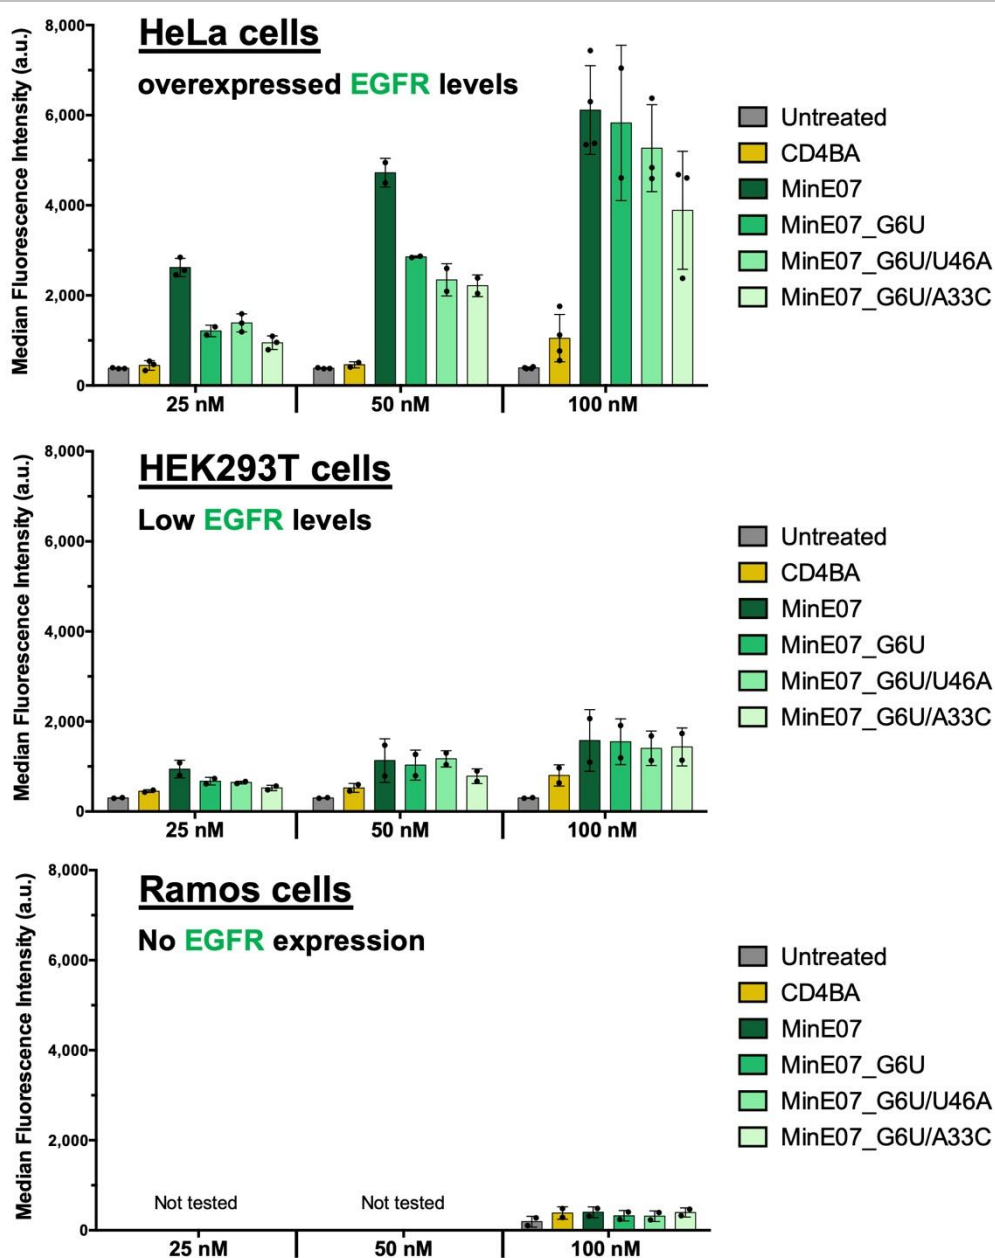 HeLa cells
overexpressed EGFR levels
Median Fluorescence Intensity (a.u.)
8,000
6,000
4,000
2,000
0
25 nM
50 nM
100 nM
Untreated
CD4BA
MinE07
MinE07_G6U
MinE07_G6U/U46A
MinE07_G6U/A33C
HEK293T cells
Low EGFR levels
Median Fluorescence Intensity (a.u.)
8,000
6,000
4,000
2,000
0
25 nM
50 nM
100 nM
Untreated
CD4BA
MinE07
MinE07_G6U
MinE07_G6U/U46A
MinE07_G6U/A33C
Ramos cells
No EGFR expression
Median Fluorescence Intensity (a.u.)
8,000
6,000
4,000
2,000
0
Not tested
Not tested
25 nM
50 nM
100 nM
Untreated
CD4BA
MinE07
MinE07_G6U
MinE07_G6U/U46A
MinE07_G6U/A33C